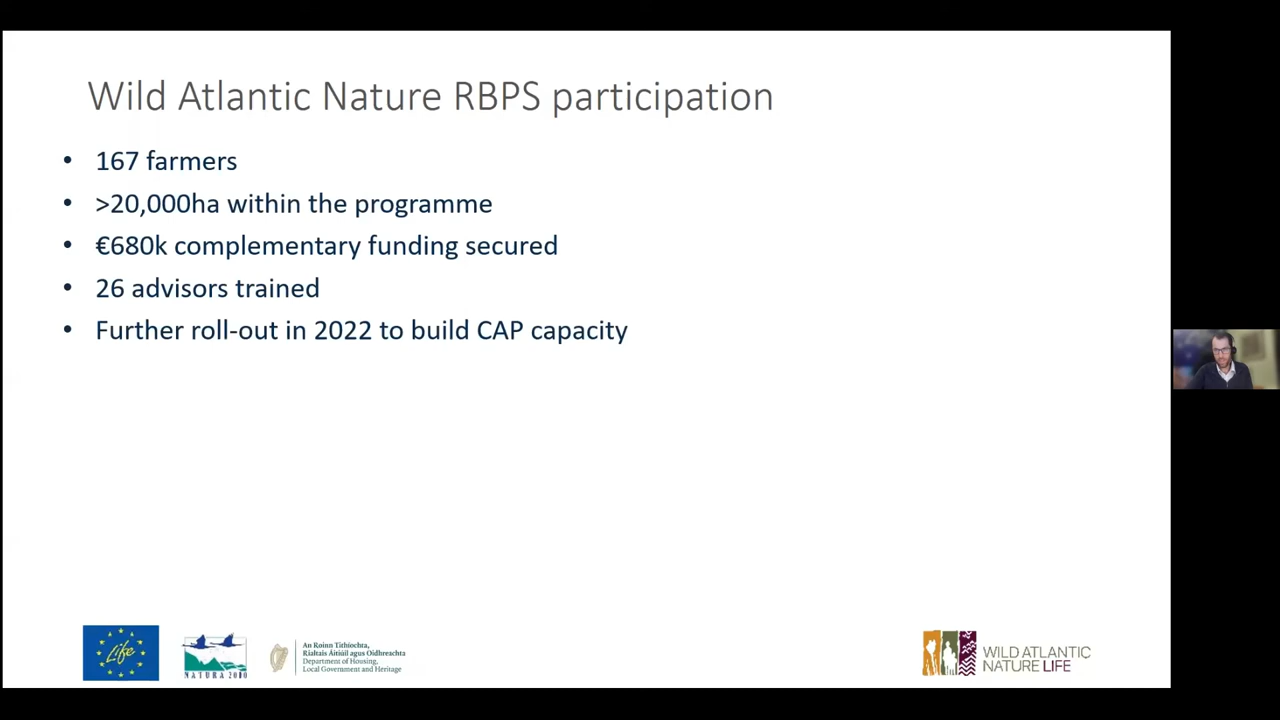 Wild Atlantic Nature RBPS participation
• 167 farmers
• >20,000ha within the programme
• €680k complementary funding secured
• 26 advisors trained
• Further roll-out in 2022 to build CAP capacity
Life
NATURA 2000
An Roinn Tithíochta,
Rialtais Áitiúil agus Oidhreachta
Department of Housing,
Local Government and Heritage
WILD ATLANTIC
NATURE LIFE